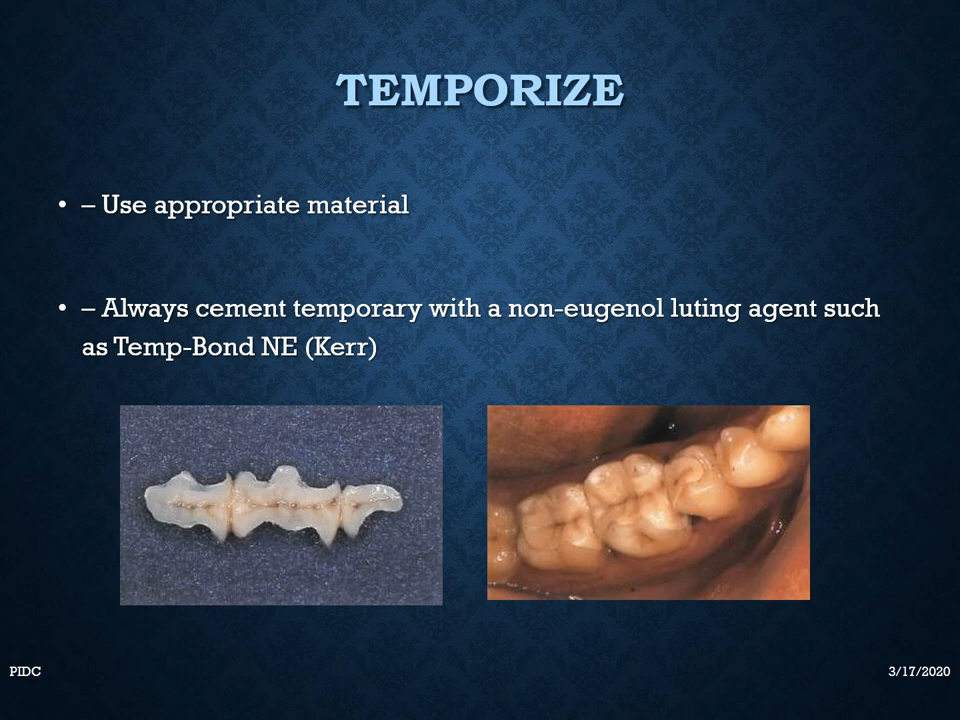 TEMPORIZE
• – Use appropriate material
• – Always cement temporary with a non-eugenol luting agent such
as Temp-Bond NE (Kerr)
PIDC
3/17/2020